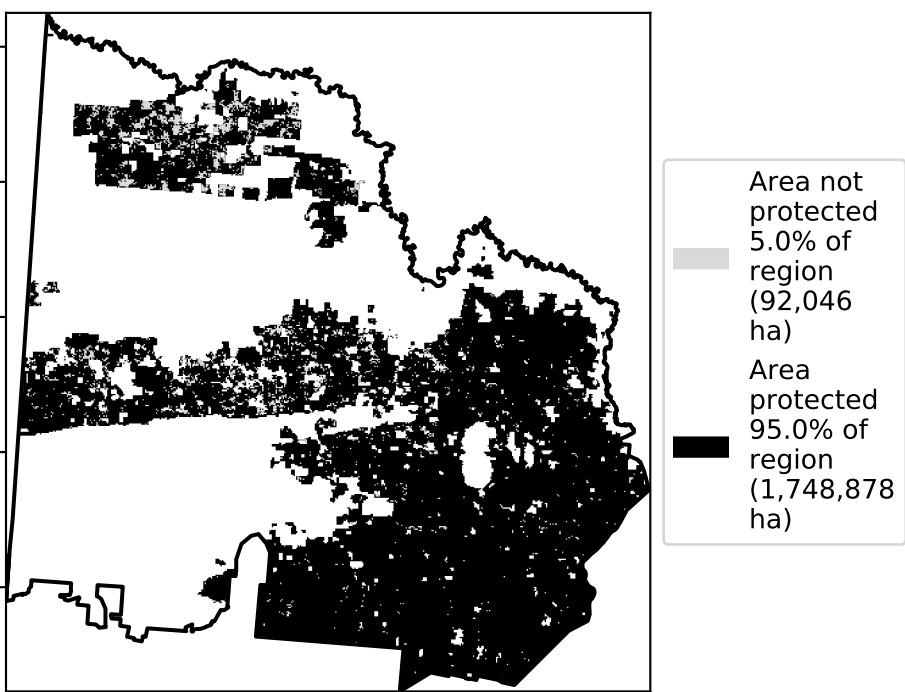 Area not
protected
5.0% of
region
(92,046
ha)
Area
protected
95.0% of
region
(1,748,878
ha)